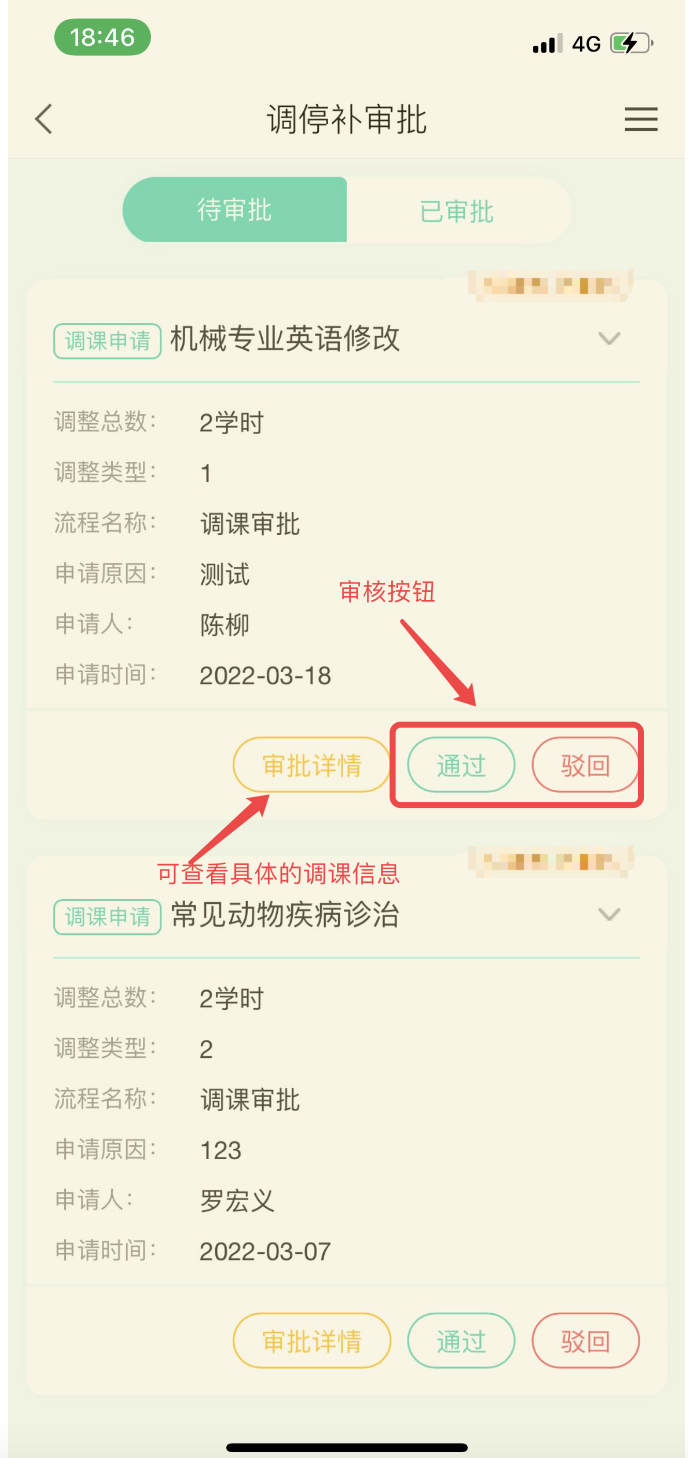 18:46 4G
调停补审批
待审批 已审批
调课申请 机械专业英语修改
调整总数: 2学时
调整类型: 1
流程名称: 调课审批
申请原因: 测试
审核按钮
申请人: 陈柳
申请时间: 2022-03-18
审批详情 通过 驳回
可查看具体的调课信息
调课申请 常见动物疾病诊治
调整总数: 2学时
调整类型: 2
流程名称: 调课审批
申请原因: 123
申请人: 罗宏义
申请时间: 2022-03-07
审批详情 通过 驳回